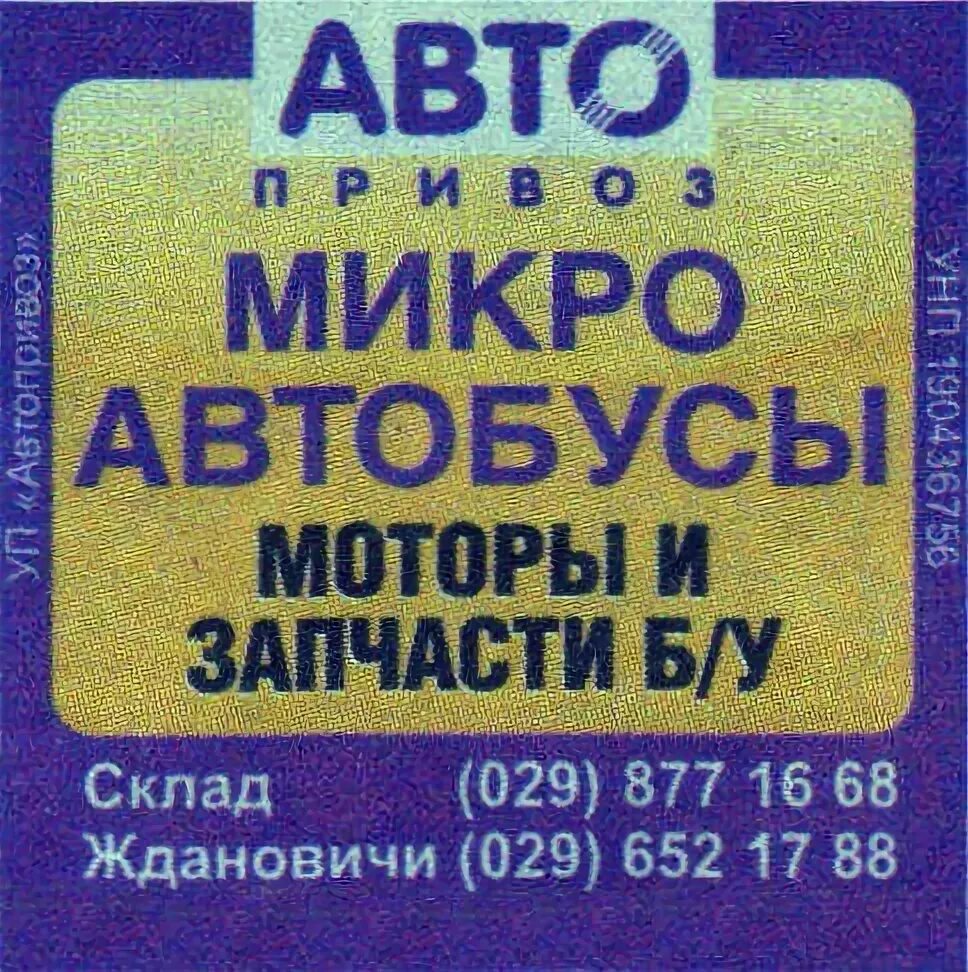 АВТО
ПРИВОЗ
МИКРО
АВТОБУСЫ
МОТОРЫ И
ЗАПЧАСТИ Б/У
Склад (029) 877 16 68
Ждановичи (029) 652 17 88
УП «Автопривоз»
УНП 190436756